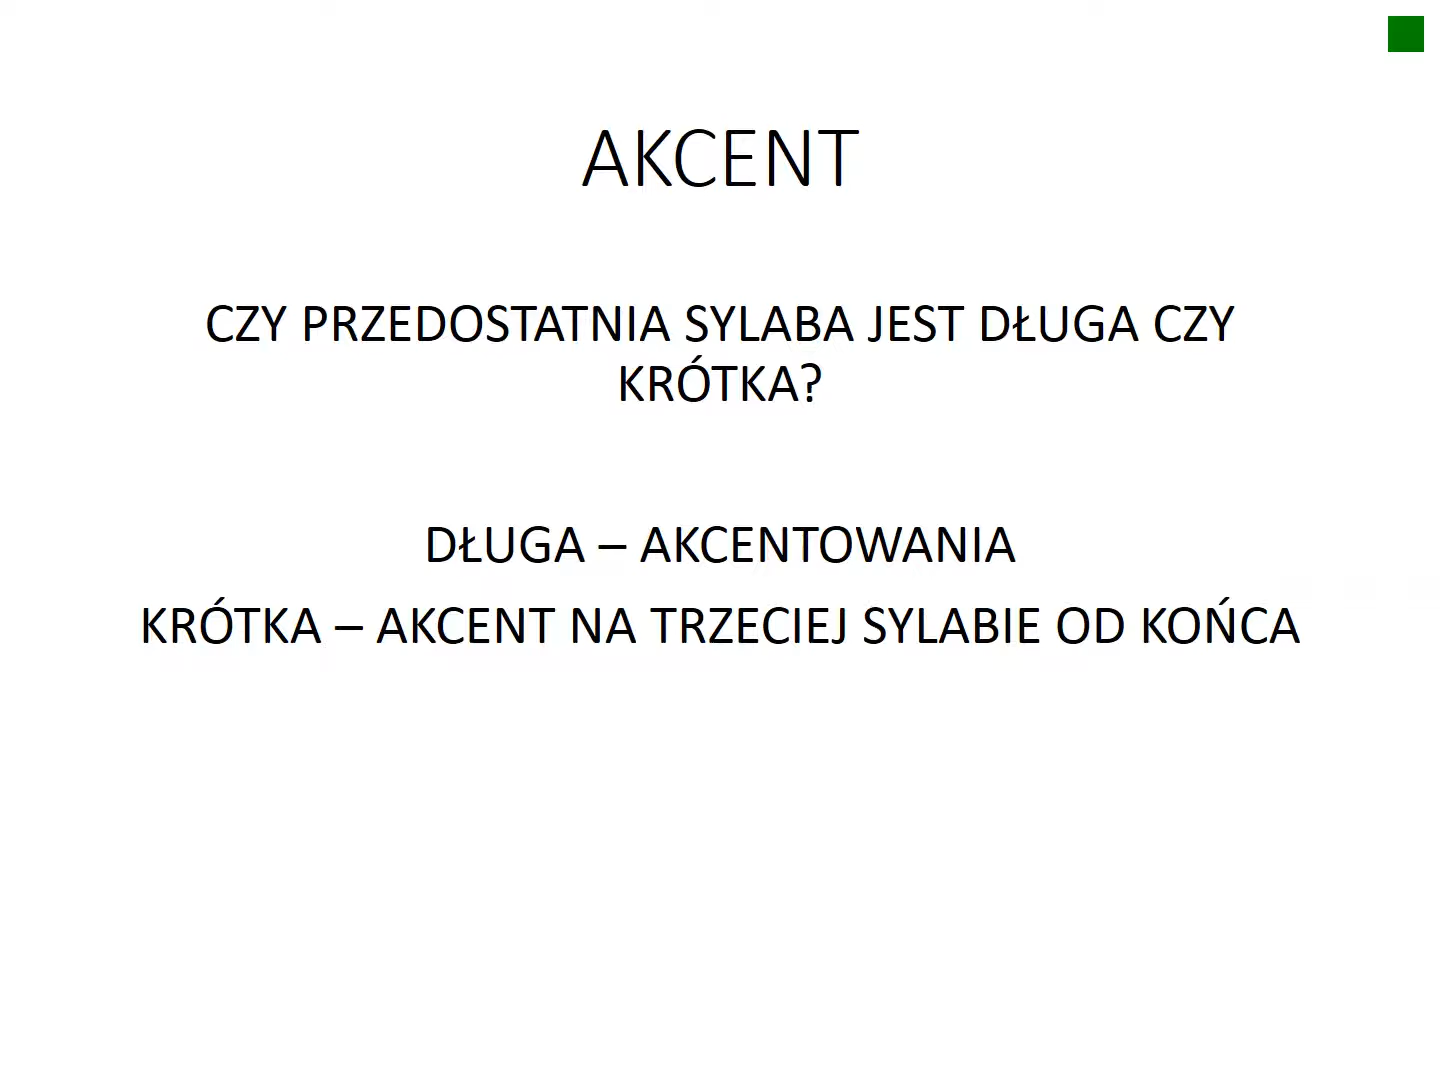 AKCENT
CZY PRZEDOSTATNIA SYLABA JEST DŁUGA CZY
KRÓTKA?
DŁUGA – AKCENTOWANIA
KRÓTKA – AKCENT NA TRZECIEJ SYLABIE OD KOŃCA